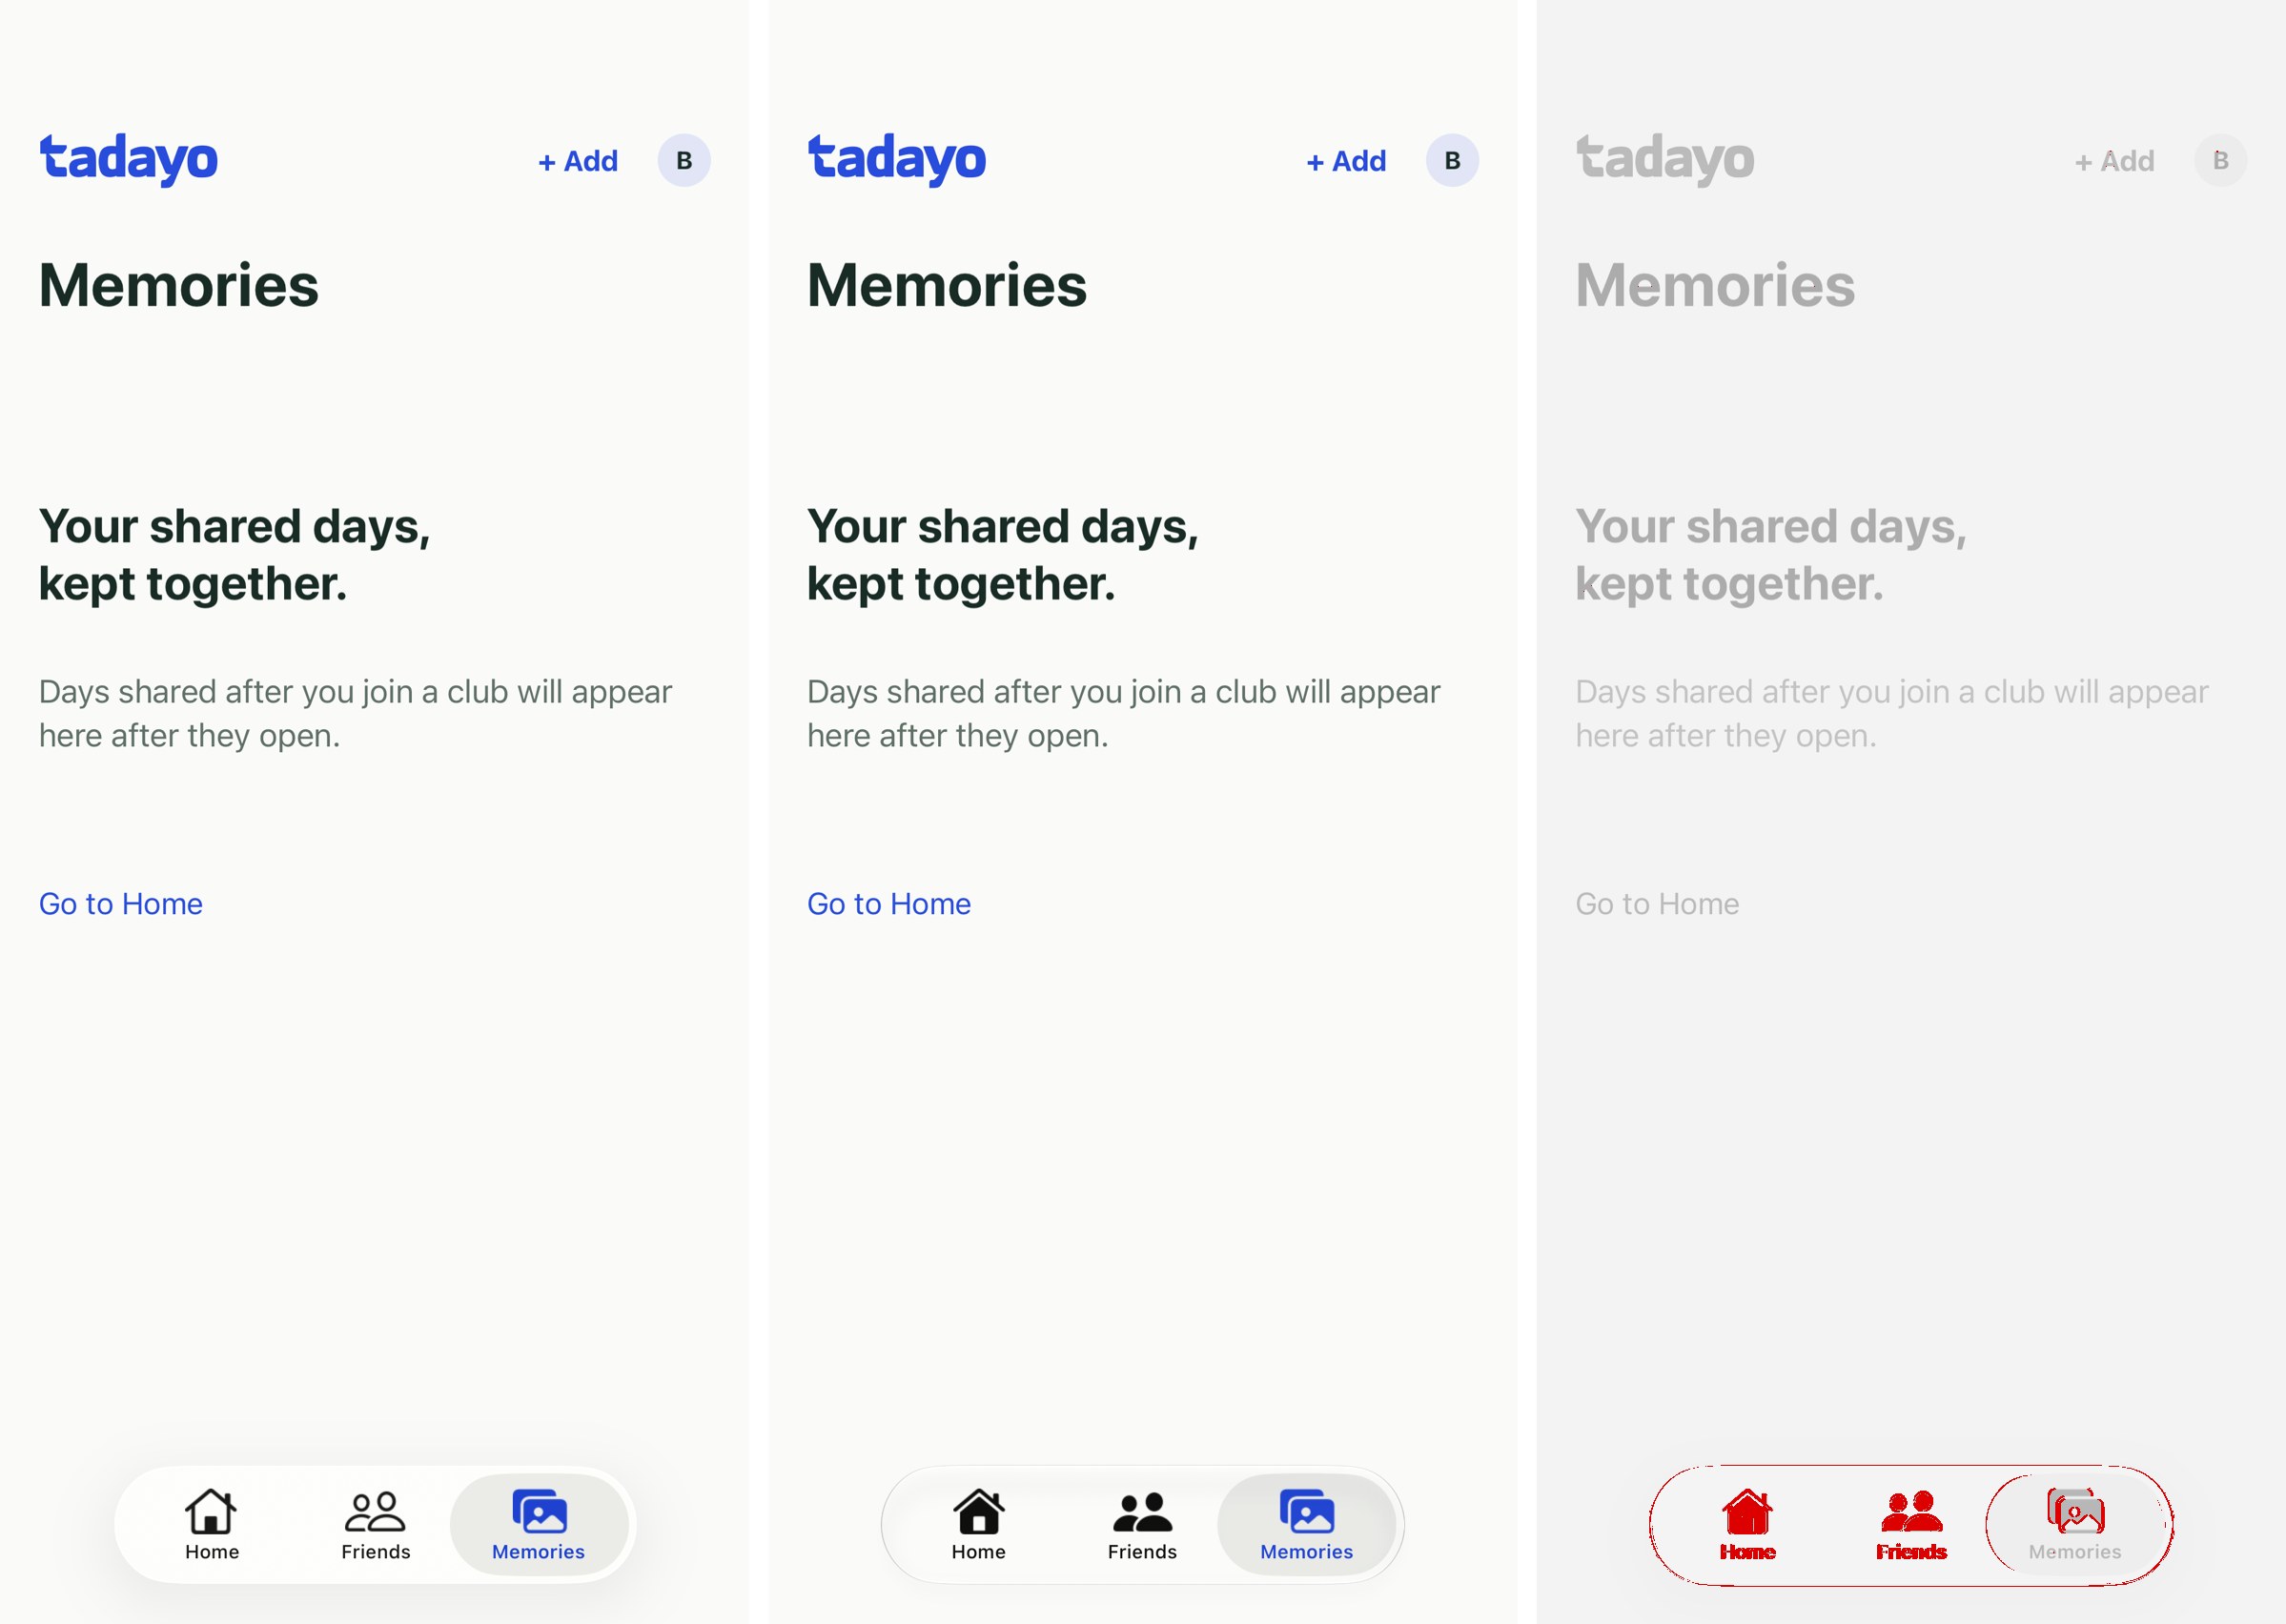 tadayo
+ Add
B
Memories
Your shared days,
kept together.
Days shared after you join a club will appear
here after they open.
Go to Home
Home
Friends
Memories
tadayo
+ Add
B
Memories
Your shared days,
kept together.
Days shared after you join a club will appear
here after they open.
Go to Home
Home
Friends
Memories
tadayo
+ Add
B
Memories
Your shared days,
kept together.
Days shared after you join a club will appear
here after they open.
Go to Home
Home
Friends
Memories